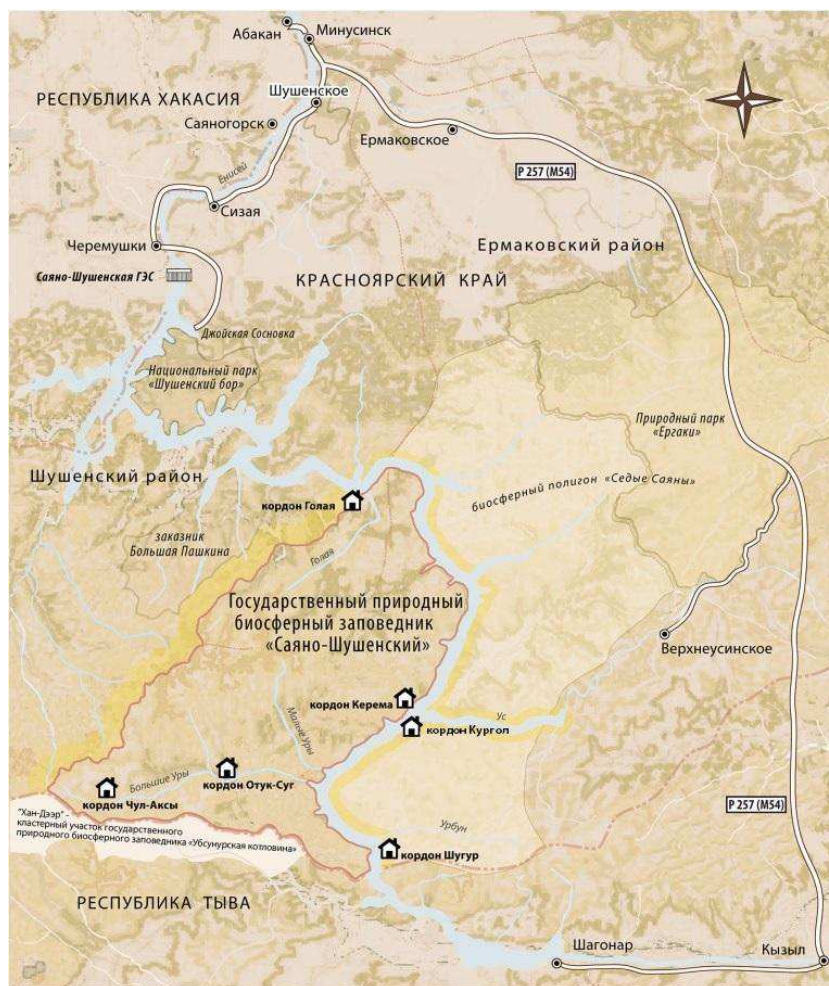 Абакан
Минусинск
РЕСПУБЛИКА ХАКАСИЯ
Шушенское
Саяногорск
Ермаковское
Р 257 (М54)
Енисей
Сизая
Черемушки
Ермаковский район
Саяно-Шушенская ГЭС
КРАСНОЯРСКИЙ КРАЙ
Джойская Сосновка
Национальный парк
«Шушенский бор»
Природный парк
«Ергаки»
Шушенский район
биосферный полигон «Седые Саяны»
кордон Голая
заказник
Большая Пашкина
Голая
Государственный природный
биосферный заповедник
«Саяно-Шушенский»
Верхнеусинское
кордон Керема
Малые Уры
Ус
кордон Кургол
Большие Уры
кордон Отук-Суг
кордон Чул-Аксы
Р 257 (М54)
"Хан-Дээр" -
кластерный участок государственного
природного биосферного заповедника «Убсунурская котловина»
Урбун
кордон Шугур
РЕСПУБЛИКА ТЫВА
Шагонар
Кызыл